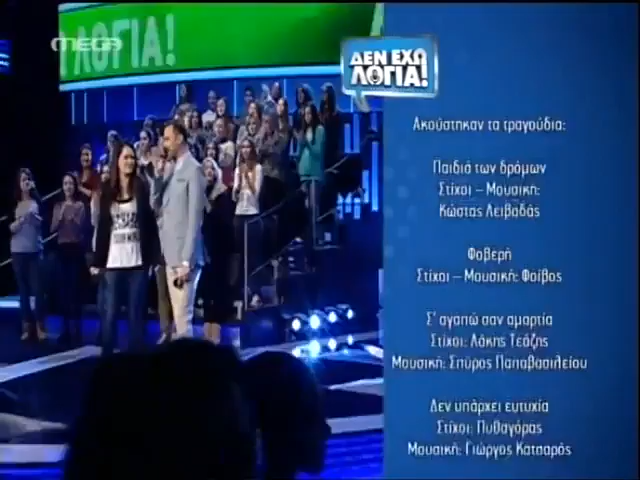 ΛΟΓΙΑ!
MEGA
ΔΕΝ ΕΧΩ
ΛΟΓΙΑ!
Ακούστηκαν τα τραγούδια:
Παιδιά των δρόμων
Στίχοι – Μουσική:
Κώστας Λειβαδάς
Φοβερή
Στίχοι – Μουσική: Φοίβος
Σ' αγαπώ σαν αμαρτία
Στίχοι: Λάκης Τεάζης
Μουσική: Σπύρος Παπαβασιλείου
Δεν υπάρχει ευτυχία
Στίχοι: Πυθαγόρας
Μουσική: Γιώργος Κατσαρός